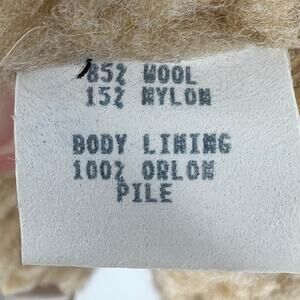 85% WOOL
15% NYLON
BODY LINING
100% ORLON
PILE